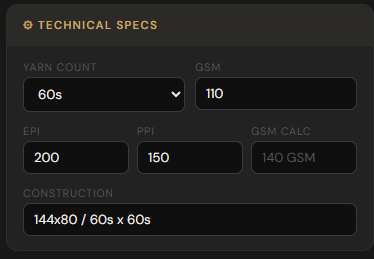 ⚙ TECHNICAL SPECS
YARN COUNT GSM
60s 110
EPI PPI GSM CALC
200 150 140 GSM
CONSTRUCTION
144x80 / 60s x 60s